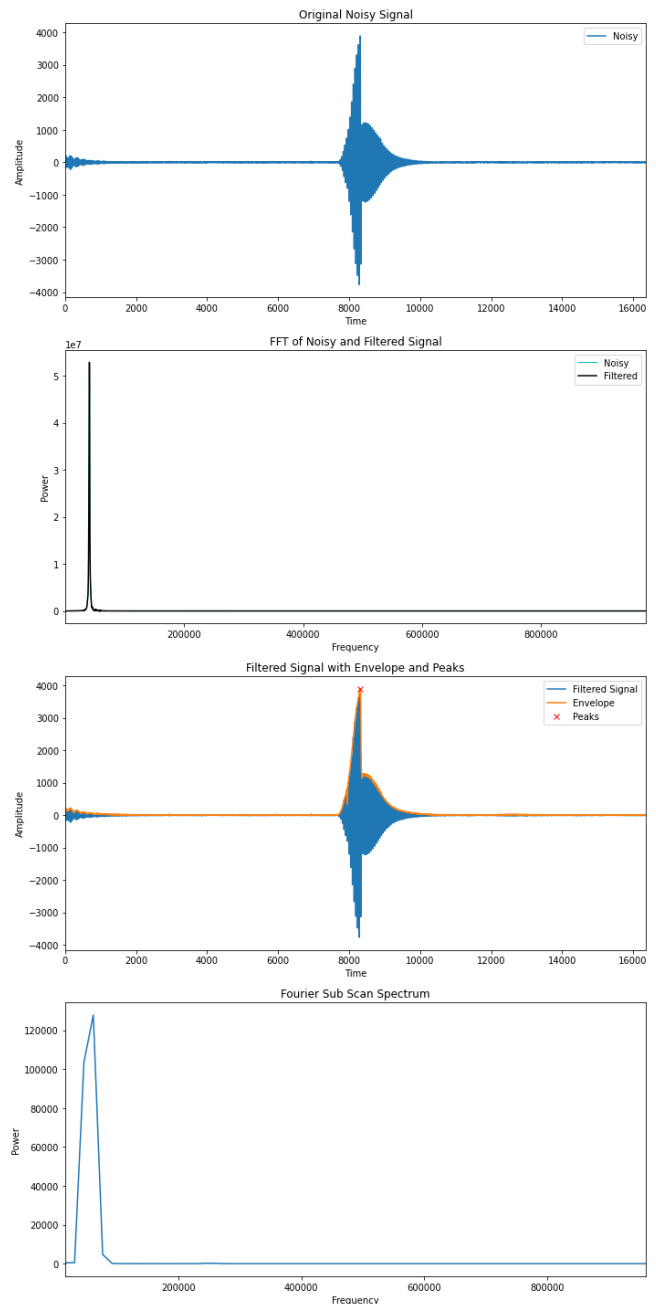 Original Noisy Signal
Noisy
4000
3000
2000
1000
0
−1000
−2000
−3000
−4000
Amplitude
0 2000 4000 6000 8000 10000 12000 14000 16000
Time
FFT of Noisy and Filtered Signal
1e7
Noisy
Filtered
5
4
3
2
1
0
Power
200000 400000 600000 800000
Frequency
Filtered Signal with Envelope and Peaks
Filtered Signal
Envelope
Peaks
4000
3000
2000
1000
0
−1000
−2000
−3000
−4000
Amplitude
0 2000 4000 6000 8000 10000 12000 14000 16000
Time
Fourier Sub Scan Spectrum
120000
100000
80000
60000
40000
20000
0
Power
200000 400000 600000 800000
Frequency